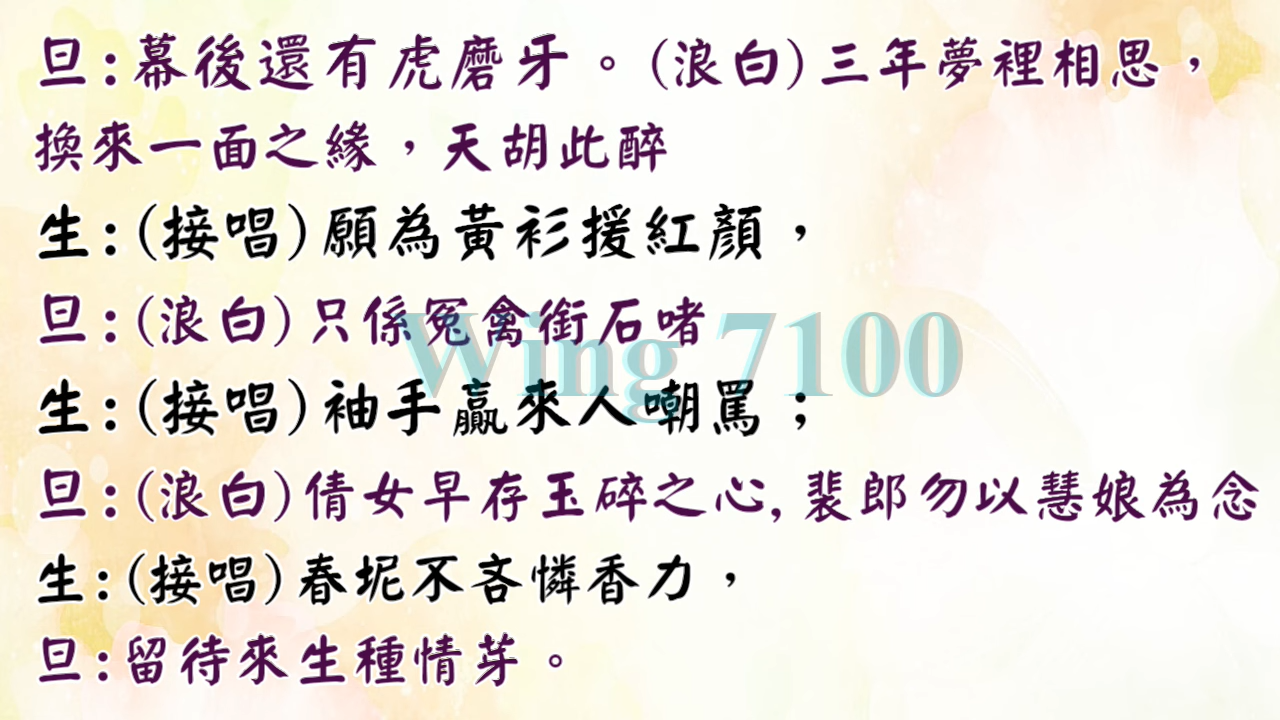 旦:幕後還有虎磨牙。(浪白)三年夢裡相思，
換來一面之緣，天胡此醉
生:(接唱)願為黃衫援紅顏，
旦:(浪白)只係冤禽銜石啫
生:(接唱)袖手贏來人嘲罵；
旦:(浪白)倩女早存玉碎之心,裴郎勿以慧娘為念
生:(接唱)春坭不吝憐香力，
旦:留待來生種情芽。
Wing 7100